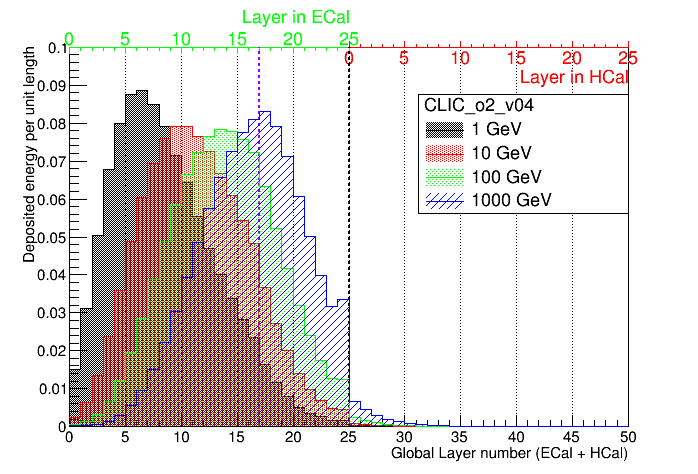 Layer in ECal
0 5 10 15 20 25
0 5 10 15 20 25
Layer in HCal
Deposited energy per unit length
0.1
0.09
0.08
0.07
0.06
0.05
0.04
0.03
0.02
0.01
0
CLIC_o2_v04
1 GeV
10 GeV
100 GeV
1000 GeV
0 5 10 15 20 25 30 35 40 45 50
Global Layer number (ECal + HCal)